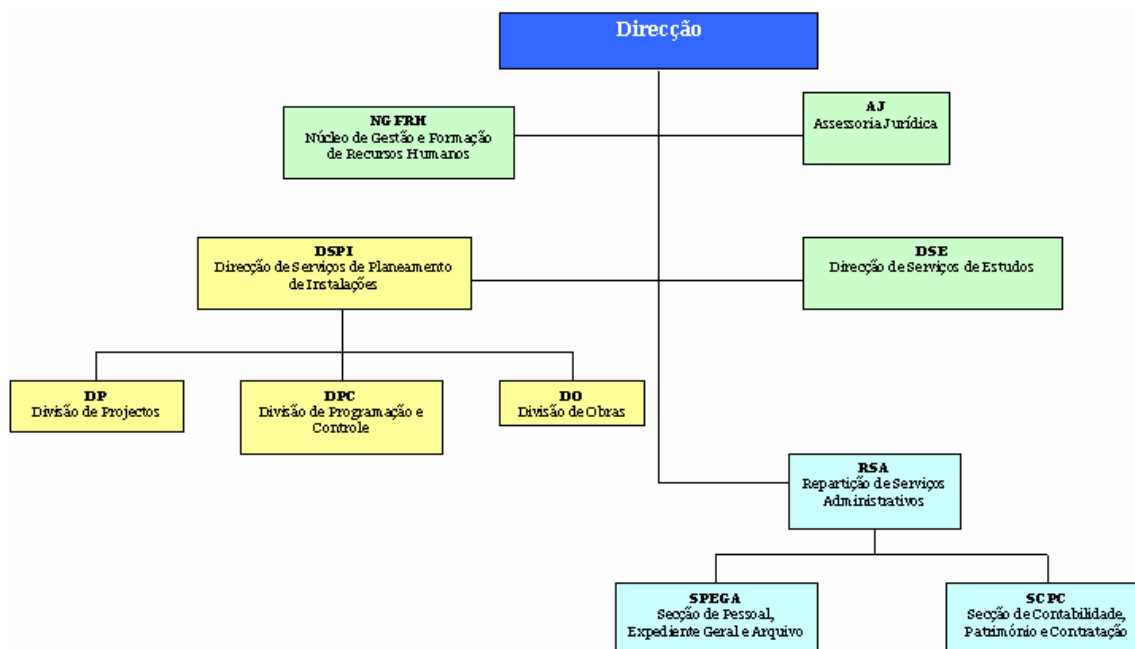 Direcção
NGFRH
Núcleo de Gestão e Formação
de Recursos Humanos
AJ
Assessoria Jurídica
DSPI
Direcção de Serviços de Planeamento
de Instalações
DSE
Direcção de Serviços de Estudos
DP
Divisão de Projectos
DPC
Divisão de Programação e
Controle
DO
Divisão de Obras
RSA
Repartição de Serviços
Administrativos
SPEGA
Secção de Pessoal,
Expediente Geral e Arquivo
SCPC
Secção de Contabilidade,
Património e Contratação